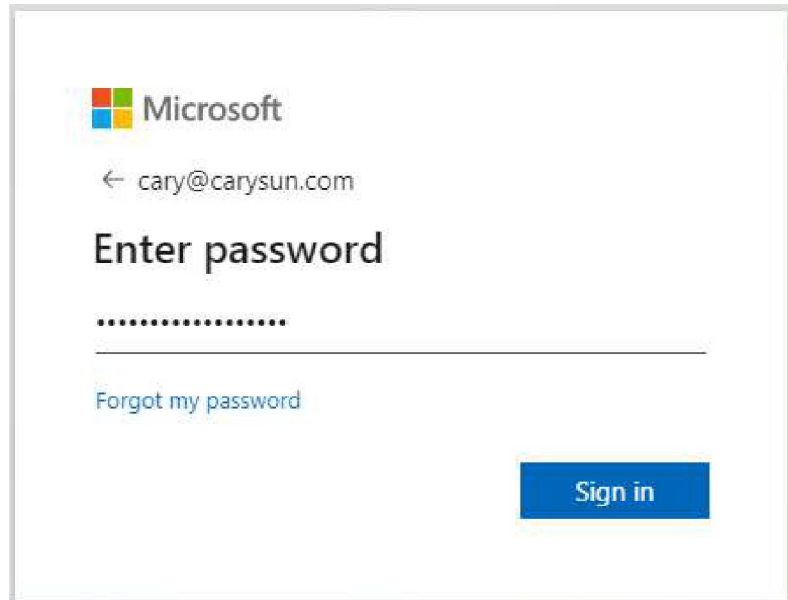 Microsoft
← cary@carysun.com
Enter password
••••••••••••••••••
Forgot my password
Sign in